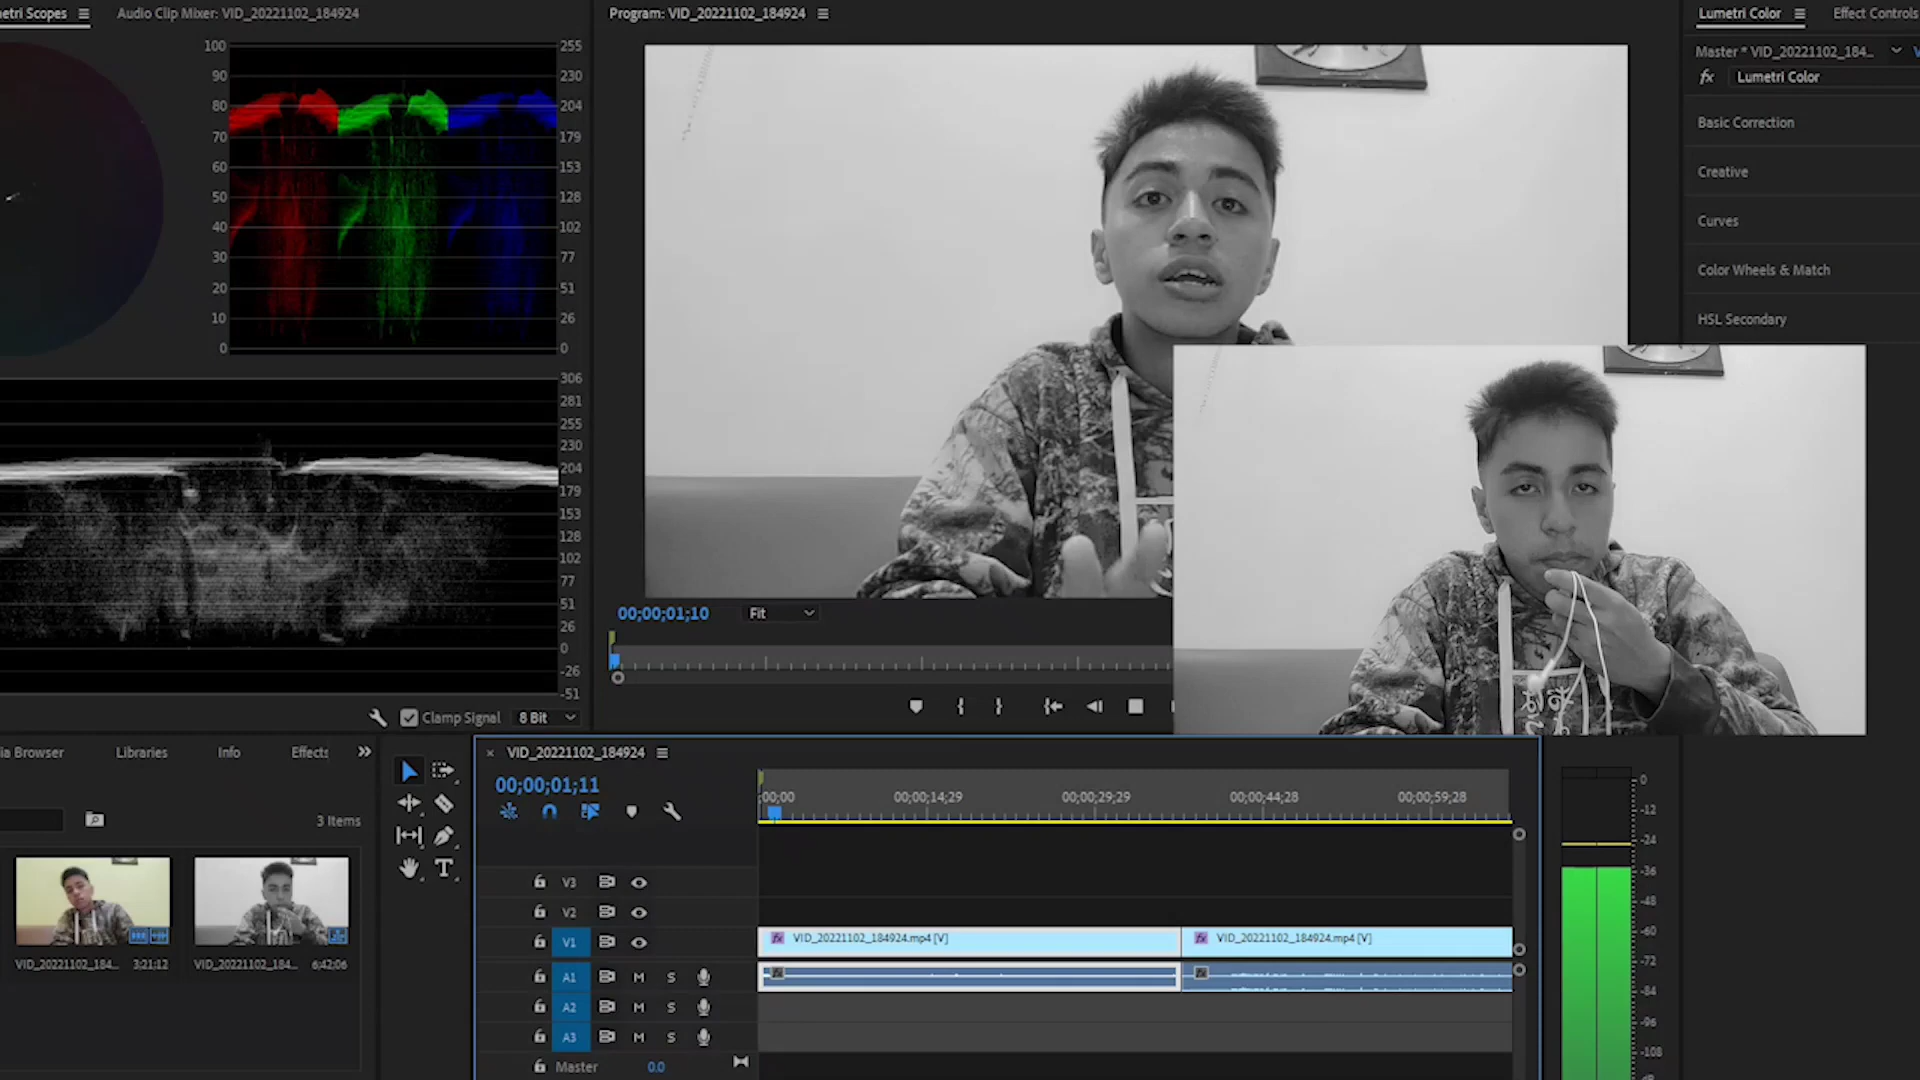 etri Scopes
Audio Clip Mixer: VID_20221102_184924
Program: VID_20221102_184924
Lumetri Color
Effect Controls
Master * VID_20221102_184...
fx
Lumetri Color
Basic Correction
Creative
Curves
Color Wheels & Match
HSL Secondary
100
90
80
70
60
50
40
30
20
10
0
255
230
204
179
153
128
102
77
51
26
0
306
281
255
230
204
179
153
128
102
77
51
26
0
-26
-51
Clamp Signal
8 Bit
00;00;01;10
Fit
ia Browser
Libraries
Info
Effects
3 Items
VID_20221102_184...
3;21;12
VID_20221102_184...
6;42;06
VID_20221102_184924
00;00;01;11
;00;00
00;00;14;29
00;00;29;29
00;00;44;28
00;00;59;28
V3
V2
V1
fx VID_20221102_184924.mp4 [V]
fx VID_20221102_184924.mp4 [V]
A1 M S
A2 M S
A3 M S
Master
0.0
0
-12
-24
-36
-48
-60
-72
-84
-96
-108